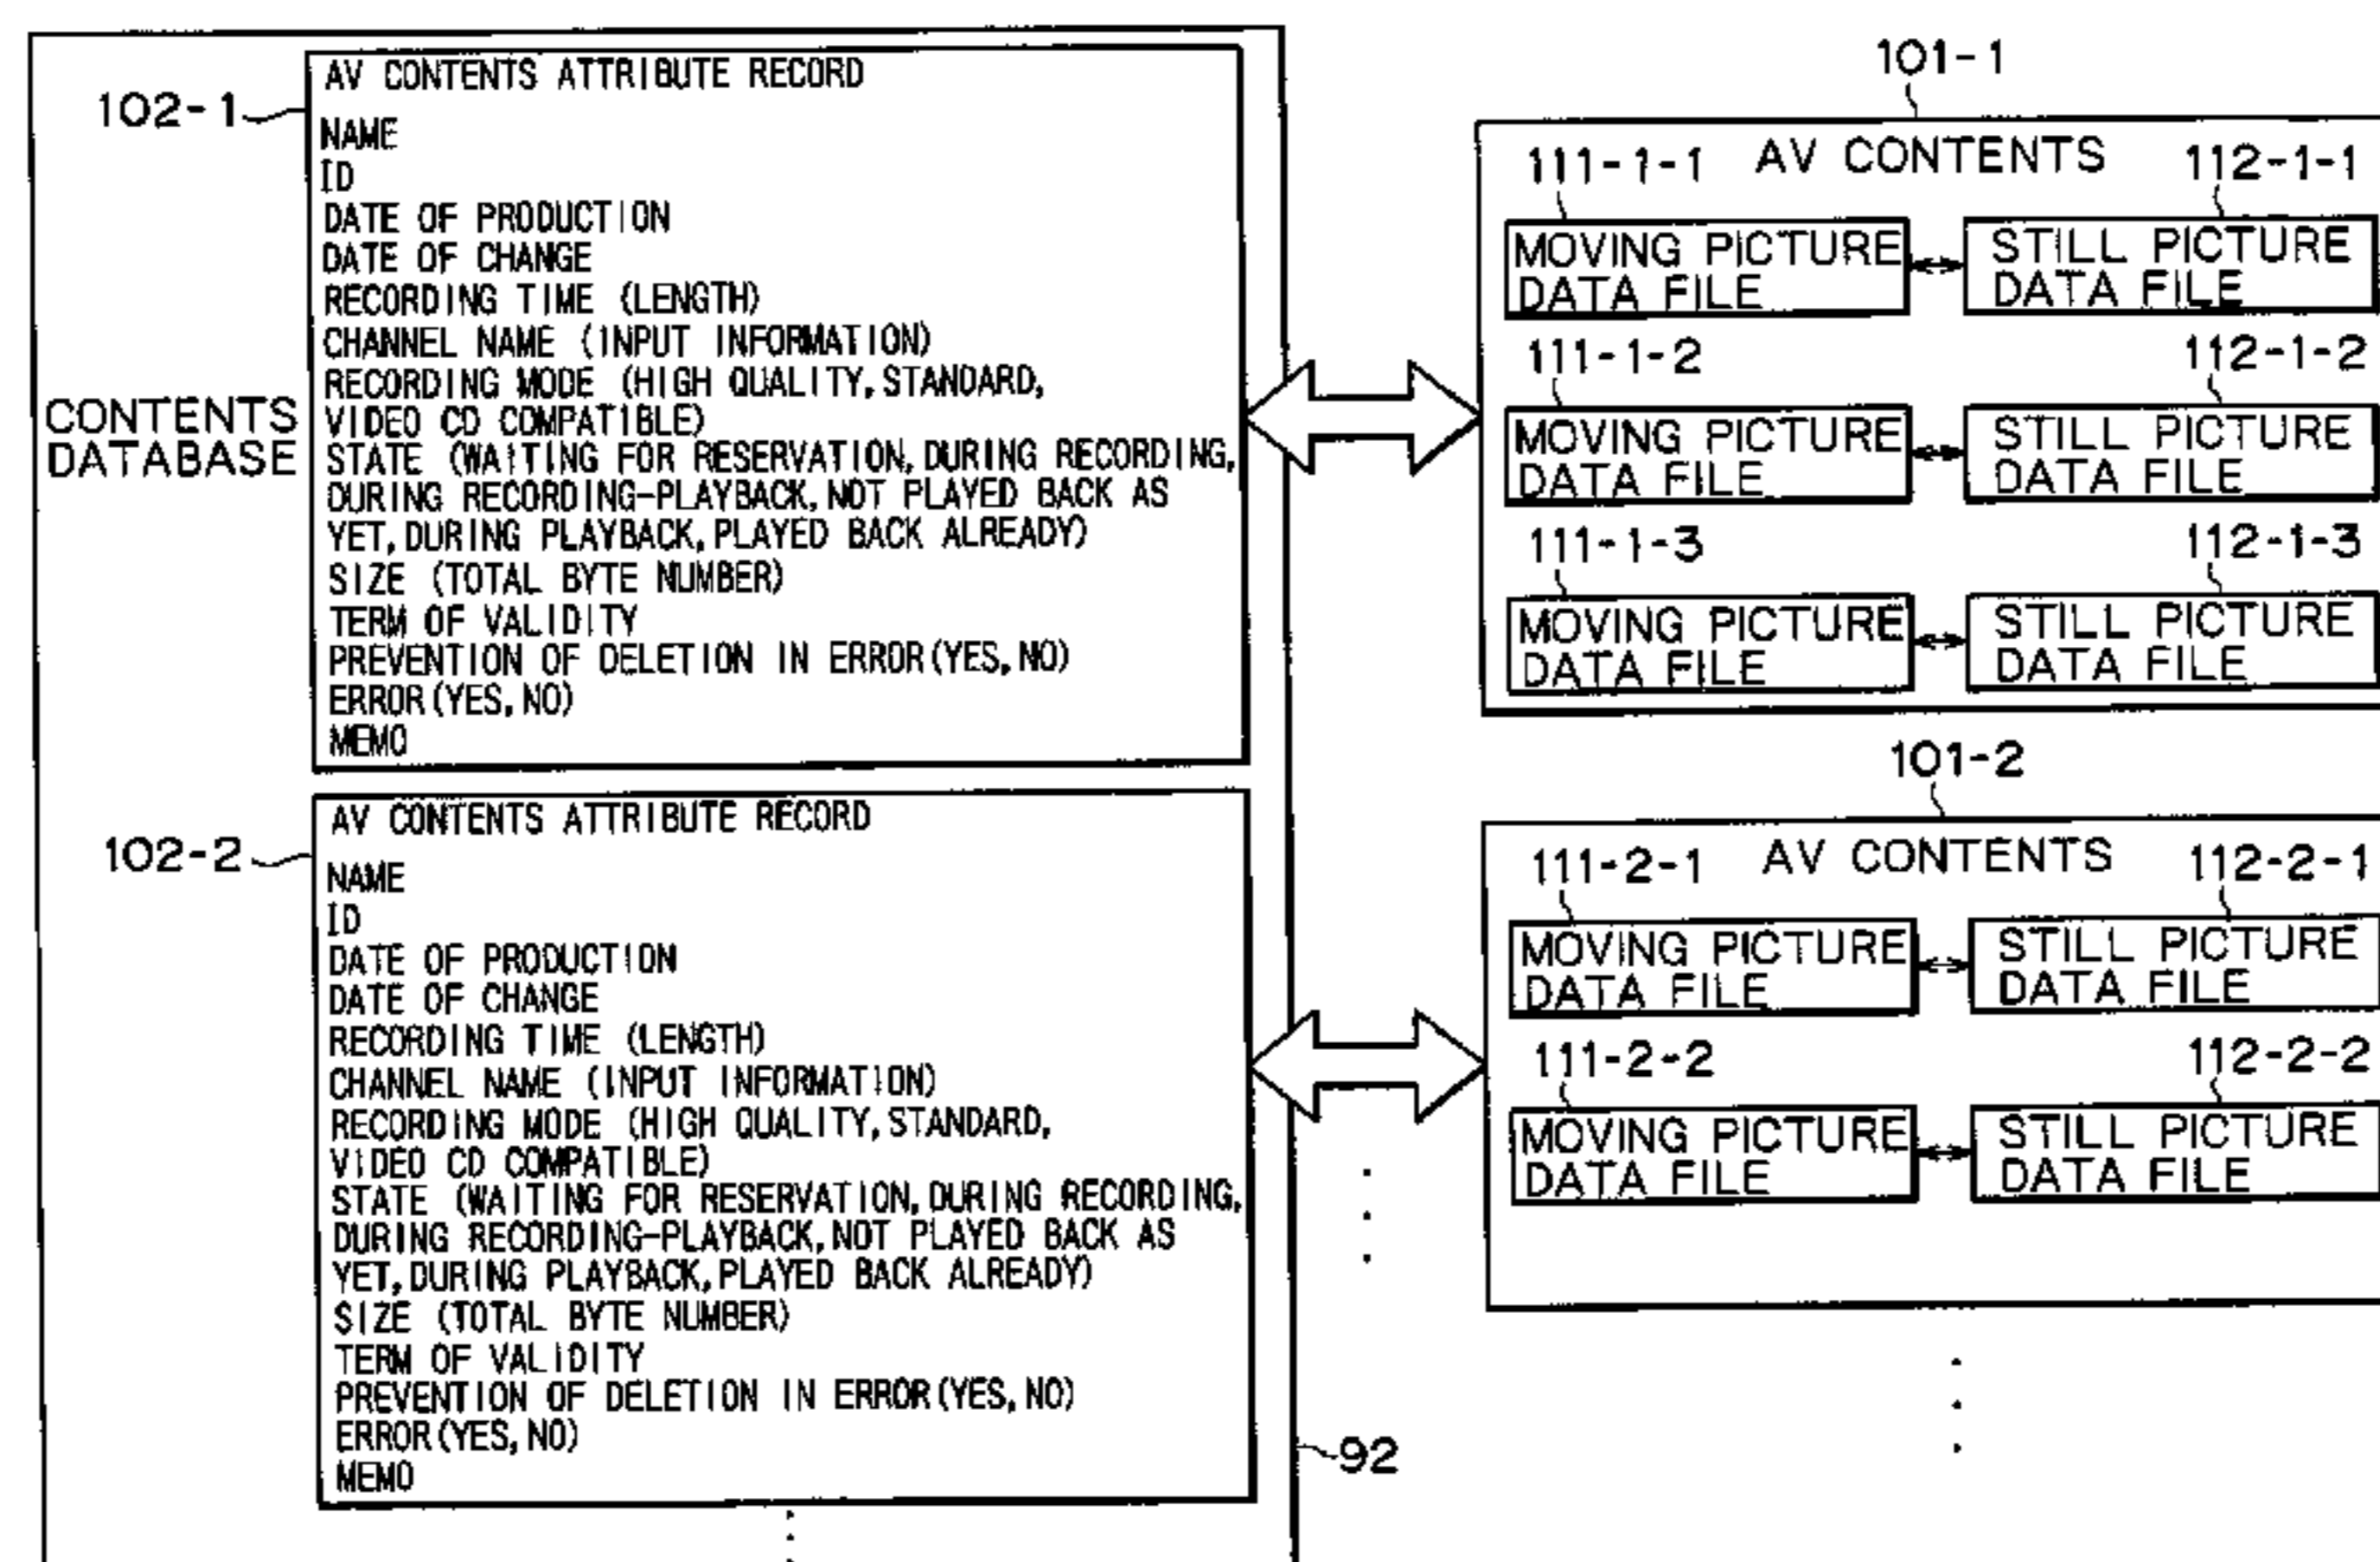 102-1
AV CONTENTS ATTRIBUTE RECORD
NAME
ID
DATE OF PRODUCTION
DATE OF CHANGE
RECORDING TIME (LENGTH)
CHANNEL NAME (INPUT INFORMATION)
RECORDING MODE (HIGH QUALITY, STANDARD,
VIDEO CD COMPATIBLE)
STATE (WAITING FOR RESERVATION, DURING RECORDING,
DURING RECORDING-PLAYBACK, NOT PLAYED BACK AS
YET, DURING PLAYBACK, PLAYED BACK ALREADY)
SIZE (TOTAL BYTE NUMBER)
TERM OF VALIDITY
PREVENTION OF DELETION IN ERROR (YES, NO)
ERROR (YES, NO)
MEMO
CONTENTS
DATABASE
102-2
AV CONTENTS ATTRIBUTE RECORD
NAME
ID
DATE OF PRODUCTION
DATE OF CHANGE
RECORDING TIME (LENGTH)
CHANNEL NAME (INPUT INFORMATION)
RECORDING MODE (HIGH QUALITY, STANDARD,
VIDEO CD COMPATIBLE)
STATE (WAITING FOR RESERVATION, DURING RECORDING,
DURING RECORDING-PLAYBACK, NOT PLAYED BACK AS
YET, DURING PLAYBACK, PLAYED BACK ALREADY)
SIZE (TOTAL BYTE NUMBER)
TERM OF VALIDITY
PREVENTION OF DELETION IN ERROR (YES, NO)
ERROR (YES, NO)
MEMO
92
101-1
AV CONTENTS
111-1-1
112-1-1
MOVING PICTURE
DATA FILE
STILL PICTURE
DATA FILE
111-1-2
112-1-2
MOVING PICTURE
DATA FILE
STILL PICTURE
DATA FILE
111-1-3
112-1-3
MOVING PICTURE
DATA FILE
STILL PICTURE
DATA FILE
101-2
AV CONTENTS
111-2-1
112-2-1
MOVING PICTURE
DATA FILE
STILL PICTURE
DATA FILE
111-2-2
112-2-2
MOVING PICTURE
DATA FILE
STILL PICTURE
DATA FILE